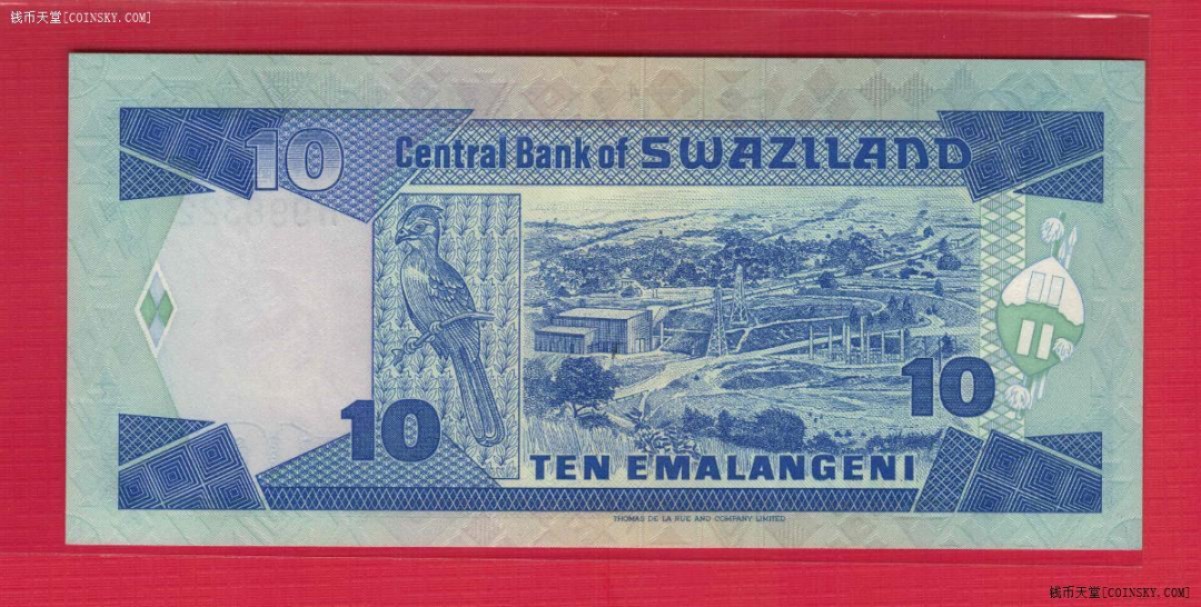 钱币天堂[COINSKY.COM]
10
Central Bank of SWAZILAND
10
10
TEN EMALANGENI
THOMAS DE LA RUE AND COMPANY LIMITED
钱币天堂[COINSKY.COM]